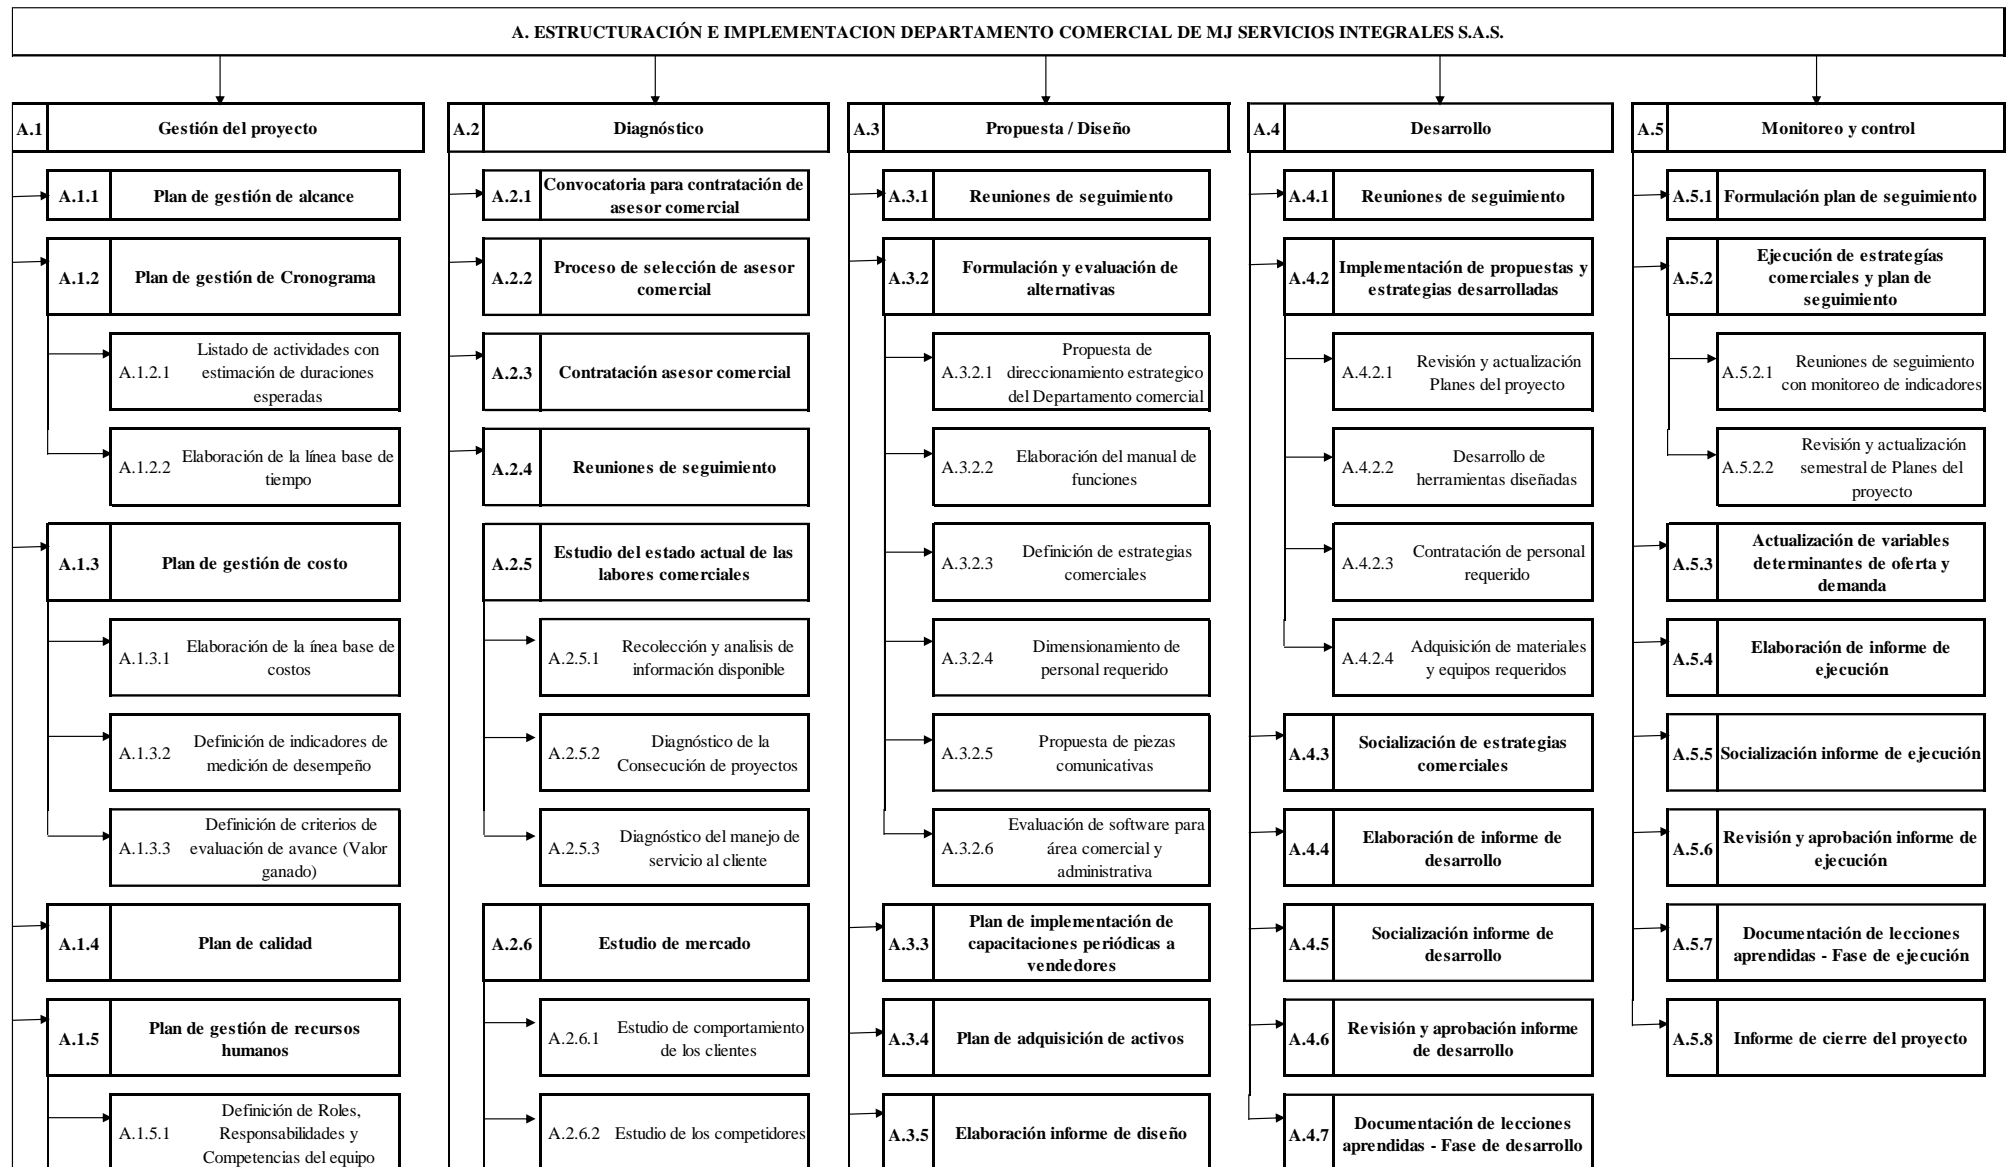 A. ESTRUCTURACIÓN E IMPLEMENTACION DEPARTAMENTO COMERCIAL DE MJ SERVICIOS INTEGRALES S.A.S.
A.1 Gestión del proyecto
A.1.1 Plan de gestión de alcance
A.1.2 Plan de gestión de Cronograma
A.1.2.1 Listado de actividades con
estimación de duraciones
esperadas
A.1.2.2 Elaboración de la línea base de
tiempo
A.1.3 Plan de gestión de costo
A.1.3.1 Elaboración de la ínea base de
costos
A.1.3.2 Definición de indicadores de
medición de desempeño
A.1.3.3 Definición de criterios de
evaluación de avance (Valor
ganado)
A.1.4 Plan de calidad
A.1.5 Plan de gestión de recursos
humanos
A.1.5.1 Definición de Roles,
Responsabilidades y
Competencias del equipo
A.2 Diagnóstico
A.2.1 Convocatoria para contratación de
asesor comercial
A.2.2 Proceso de selección de asesor
comercial
A.2.3 Contratación asesor comercial
A.2.4 Reuniones de seguimiento
A.2.5 Estudio del estado actual de las
labores comerciales
A.2.5.1 Recolección y analisis de
información disponible
A.2.5.2 Diagnóstico de la
Consecución de proyectos
A.2.5.3 Diagnóstico del manejo de
servicio al cliente
A.2.6 Estudio de mercado
A.2.6.1 Estudio de comportamiento
de los clientes
A.2.6.2 Estudio de los competidores
A.3 Propuesta / Diseño
A.3.1 Reuniones de seguimiento
A.3.2 Formulación y evaluación de
alternativas
A.3.2.1 Propuesta de
direccionamiento estrategico
del Departamento comercial
A.3.2.2 Elaboración del manual de
funciones
A.3.2.3 Definición de estrategias
comerciales
A.3.2.4 Dimensionamiento de
personal requerido
A.3.2.5 Propuesta de piezas
comunicativas
A.3.2.6 Evaluación de software para
área comercial y
administrativa
A.3.3 Plan de implementación de
capacitaciones periódicas a
vendedores
A.3.4 Plan de adquisición de activos
A.3.5 Elaboración informe de diseño
A.4 Desarrollo
A.4.1 Reuniones de seguimiento
A.4.2 Implementación de propuestas y
estrategias desarrolladas
A.4.2.1 Revisión y actualización
Planes del proyecto
A.4.2.2 Desarrollo de
herramientas diseñadas
A.4.2.3 Contratación de personal
requerido
A.4.2.4 Adquisición de materiales
y equipos requeridos
A.4.3 Socialización de estrategias
comerciales
A.4.4 Elaboración de informe de
desarrollo
A.4.5 Socialización informe de
desarrollo
A.4.6 Revisión y aprobación informe
de desarrollo
A.4.7 Documentación de lecciones
aprendidas - Fase de desarrollo
A.5 Monitoreo y control
A.5.1 Formulación plan de seguimiento
A.5.2 Ejecución de estrategías
comerciales y plan de
seguimiento
A.5.2.1 Reuniones de seguimiento
con monitoreo de indicadores
A.5.2.2 Revisión y actualización
semestral de Planes del
proyecto
A.5.3 Actualización de variables
determinantes de oferta y
demanda
A.5.4 Elaboración de informe de
ejecución
A.5.5 Socialización informe de ejecución
A.5.6 Revisión y aprobación informe de
ejecución
A.5.7 Documentación de lecciones
aprendidas - Fase de ejecución
A.5.8 Informe de cierre del proyecto